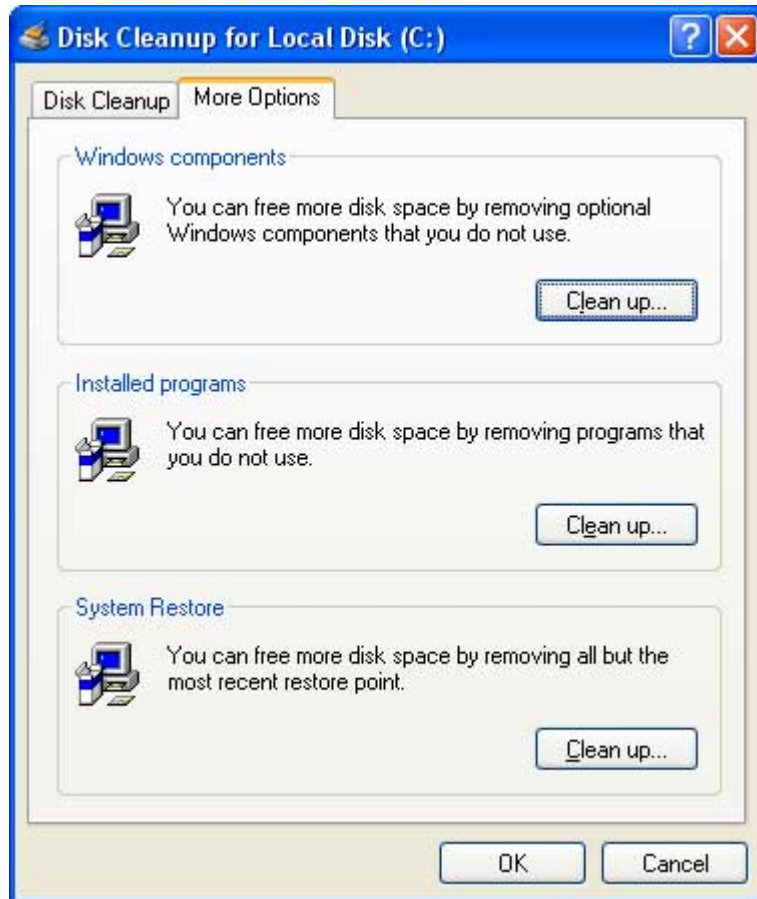 Disk Cleanup for Local Disk (C:)
Disk Cleanup
More Options
Windows components
You can free more disk space by removing optional
Windows components that you do not use.
Clean up...
Installed programs
You can free more disk space by removing programs that
you do not use.
Clean up...
System Restore
You can free more disk space by removing all but the
most recent restore point.
Clean up...
OK
Cancel